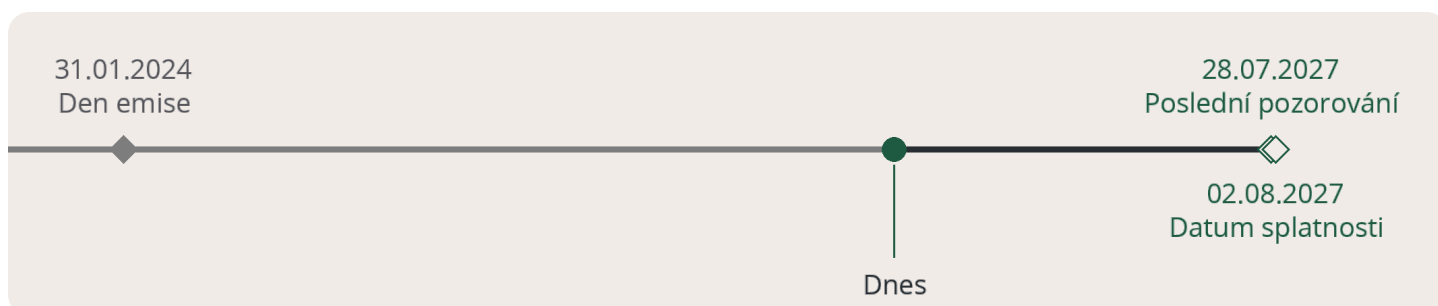 31.01.2024
Den emise
28.07.2027
Poslední pozorování
02.08.2027
Datum splatnosti
Dnes